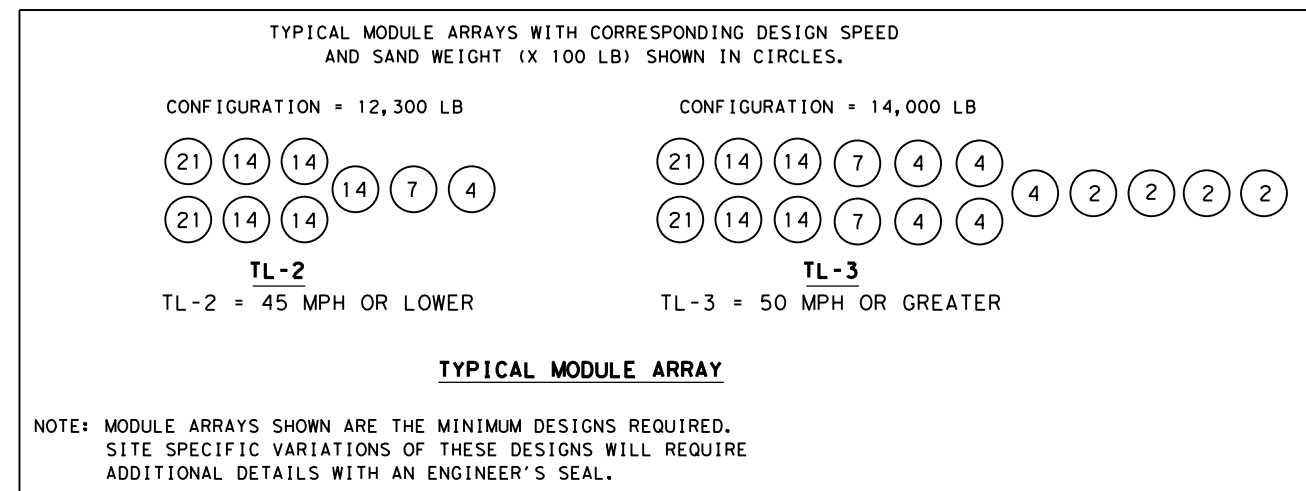 TYPICAL MODULE ARRAYS WITH CORRESPONDING DESIGN SPEED
AND SAND WEIGHT (X 100 LB) SHOWN IN CIRCLES.
CONFIGURATION = 12,300 LB
21 14 14
14 7 4
21 14 14
TL-2
TL-2 = 45 MPH OR LOWER
CONFIGURATION = 14,000 LB
21 14 14 7 4 4
4 2 2 2 2
21 14 14 7 4 4
TL-3
TL-3 = 50 MPH OR GREATER
TYPICAL MODULE ARRAY
NOTE: MODULE ARRAYS SHOWN ARE THE MINIMUM DESIGNS REQUIRED.
SITE SPECIFIC VARIATIONS OF THESE DESIGNS WILL REQUIRE
ADDITIONAL DETAILS WITH AN ENGINEER'S SEAL.